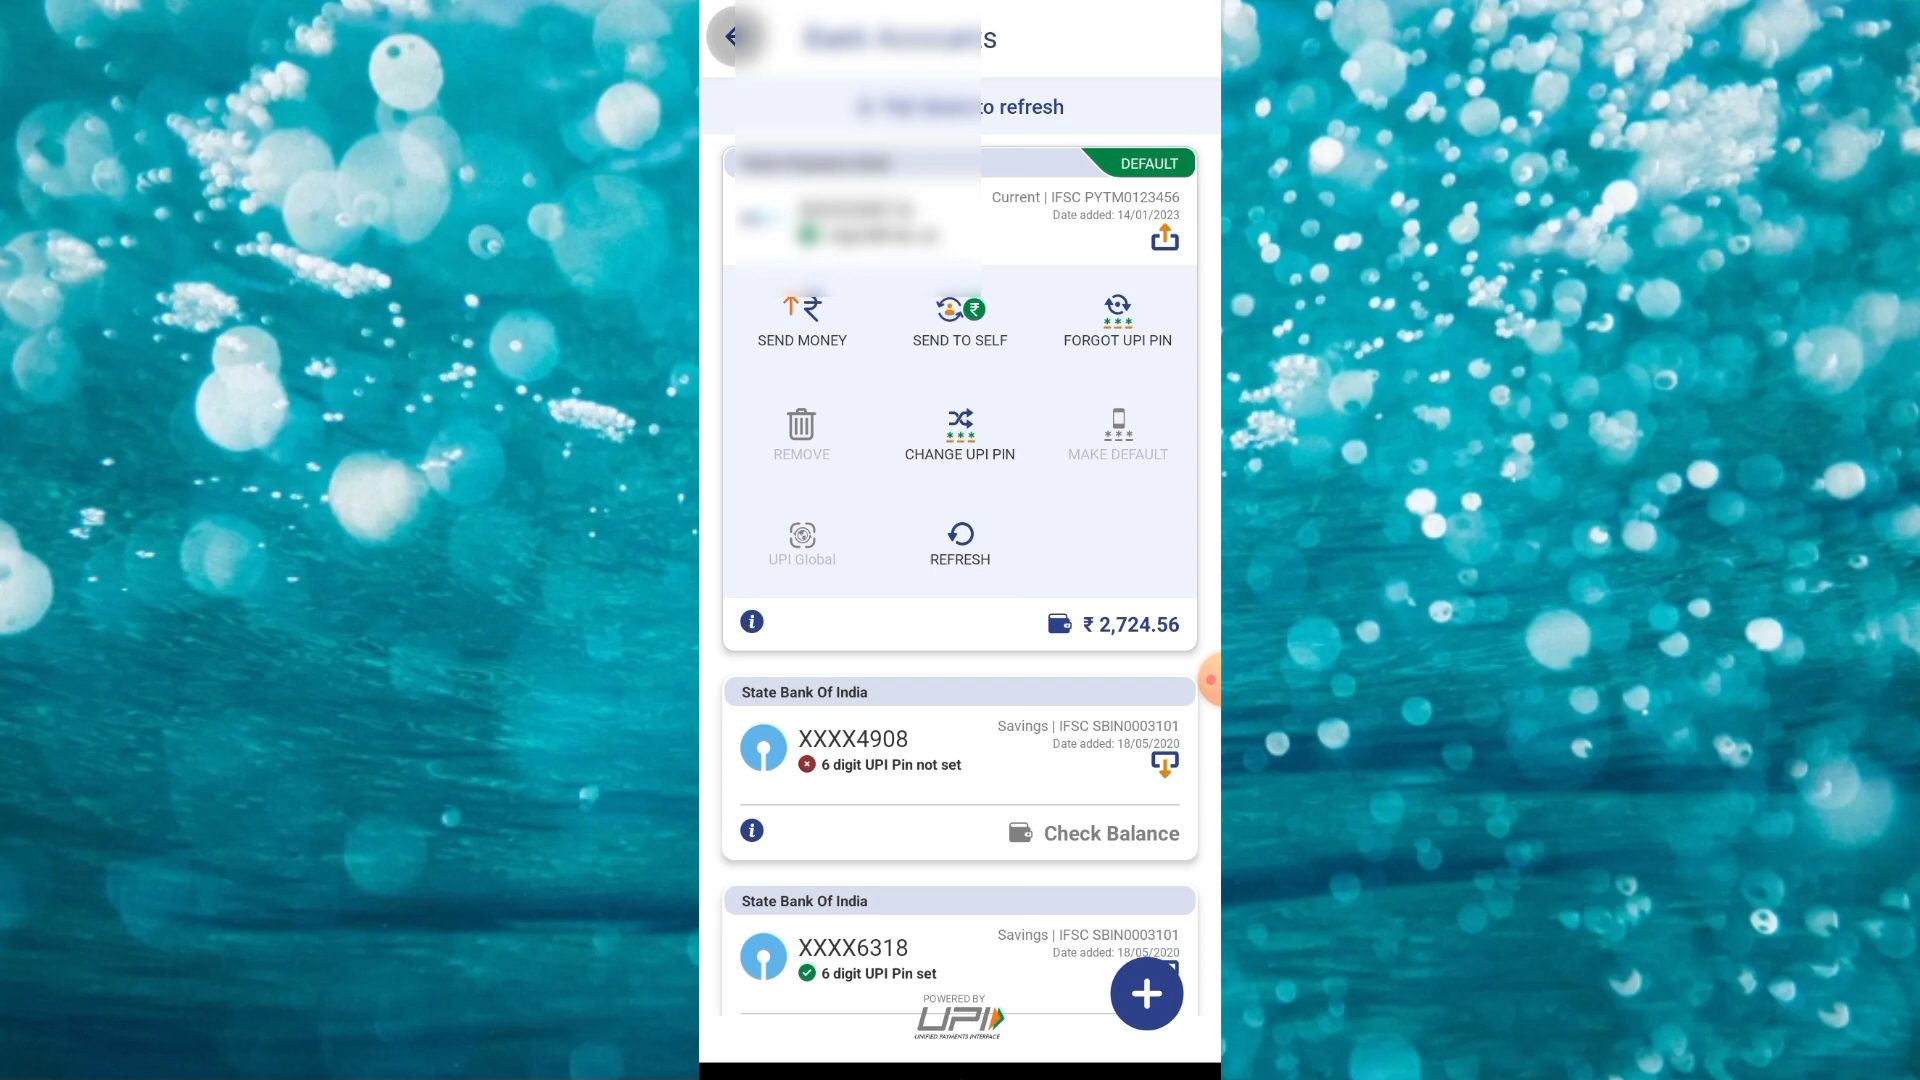 s
to refresh
DEFAULT
Current | IFSC PYTM0123456
Date added: 14/01/2023
SEND MONEY
SEND TO SELF
FORGOT UPI PIN
REMOVE
CHANGE UPI PIN
MAKE DEFAULT
UPI Global
REFRESH
₹ 2,724.56
State Bank Of India
XXXX4908
Savings | IFSC SBIN0003101
Date added: 18/05/2020
6 digit UPI Pin not set
Check Balance
State Bank Of India
XXXX6318
Savings | IFSC SBIN0003101
Date added: 18/05/2020
6 digit UPI Pin set
POWERED BY
UPI
UNIFIED PAYMENTS INTERFACE